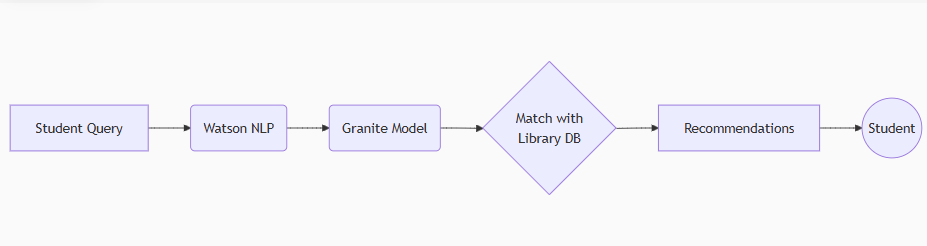 Student Query
Watson NLP
Granite Model
Match with
Library DB
Recommendations
Student